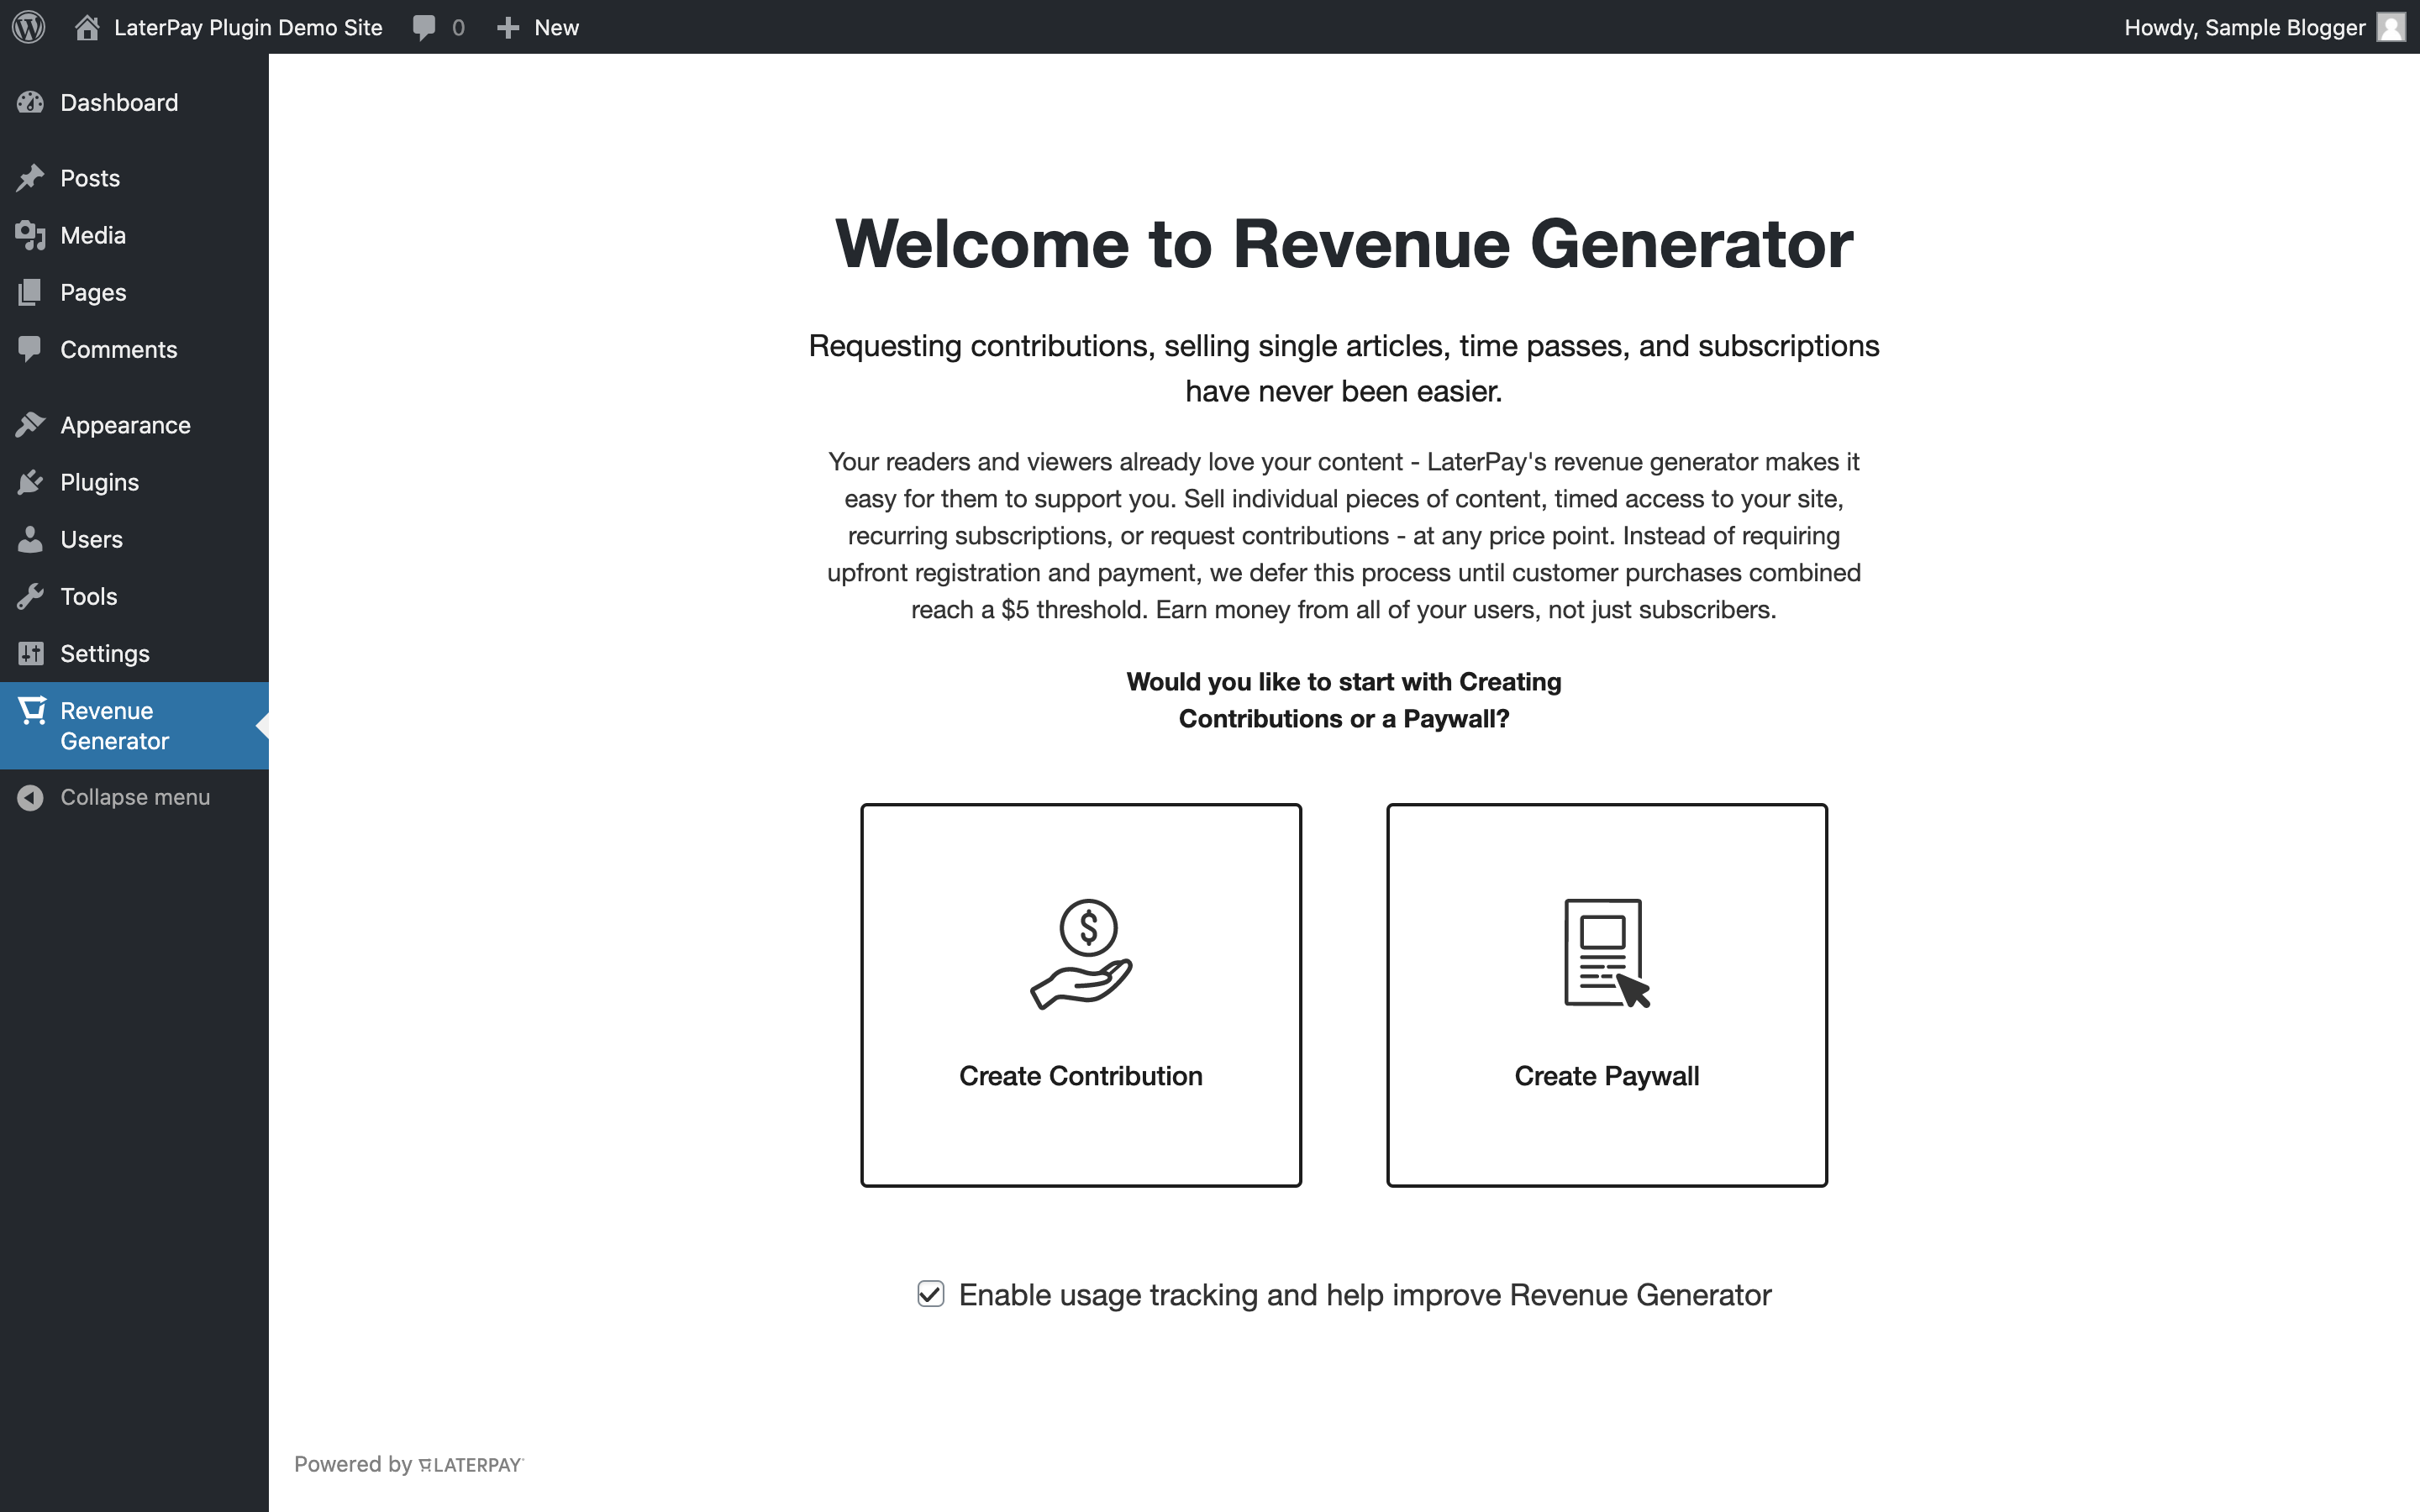 LaterPay Plugin Demo Site 0 New Howdy, Sample Blogger
Dashboard
Posts
Media
Pages
Comments
Appearance
Plugins
Users
Tools
Settings
Revenue
Generator
Collapse menu
Welcome to Revenue Generator
Requesting contributions, selling single articles, time passes, and subscriptions
have never been easier.
Your readers and viewers already love your content - LaterPay's revenue generator makes it
easy for them to support you. Sell individual pieces of content, timed access to your site,
recurring subscriptions, or request contributions - at any price point. Instead of requiring
upfront registration and payment, we defer this process until customer purchases combined
reach a $5 threshold. Earn money from all of your users, not just subscribers.
Would you like to start with Creating
Contributions or a Paywall?
$
Create Contribution
Create Paywall
Enable usage tracking and help improve Revenue Generator
Powered by LATERPAY